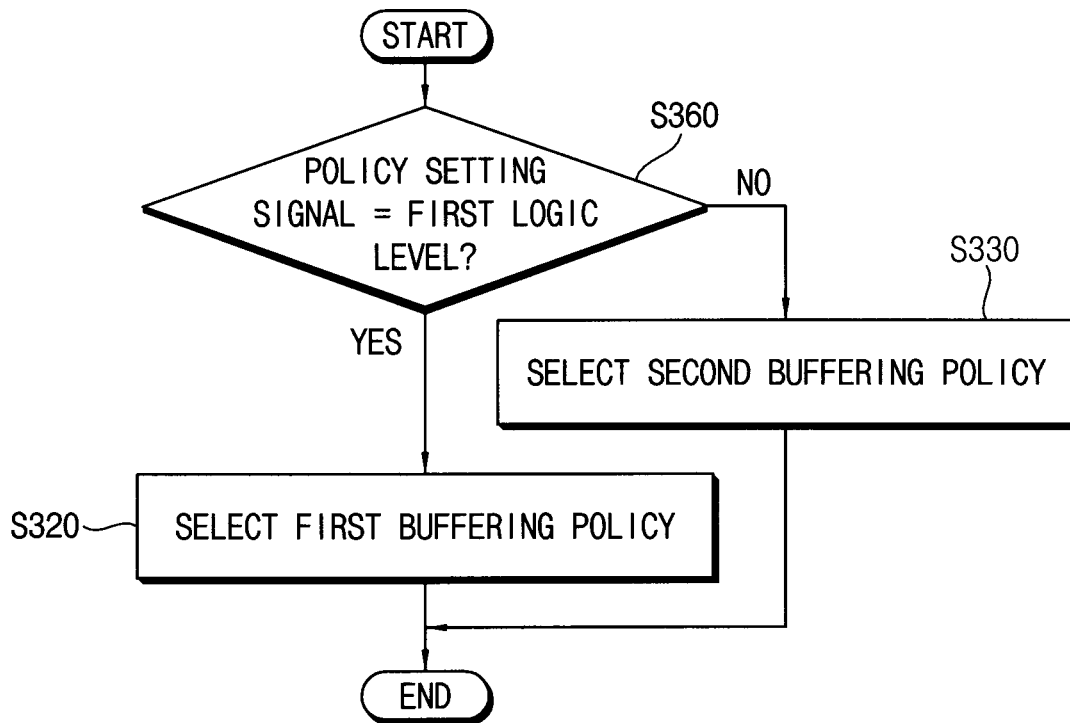 START
S360
POLICY SETTING
SIGNAL = FIRST LOGIC
LEVEL?
NO
YES
S330
SELECT SECOND BUFFERING POLICY
S320
SELECT FIRST BUFFERING POLICY
END